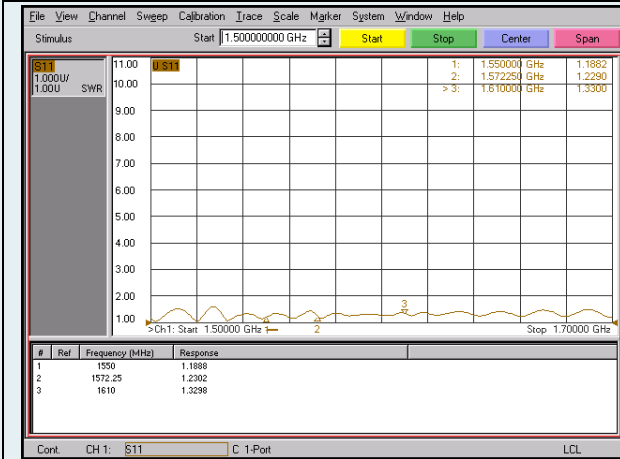 File View Channel Sweep Calibration Trace Scale Marker System Window Help
Stimulus Start 1.500000000 GHz Start Stop Center Span
S11
1.000U/
1.00U SWR
11.00
10.00
8.00
7.00
6.00
5.00
4.00
3.00
2.00
1.00
U S11
1: 1.550000 GHz 1.1882
2: 1.572250 GHz 1.2290
> 3: 1.610000 GHz 1.3300
3
1
2
>Ch1: Start 1.50000 GHz
Stop 1.70000 GHz
# Ref Frequency (MHz) Response
1 1550 1.1888
2 1572.25 1.2302
3 1610 1.3298
Cont. CH 1: S11 C 1-Port LCL